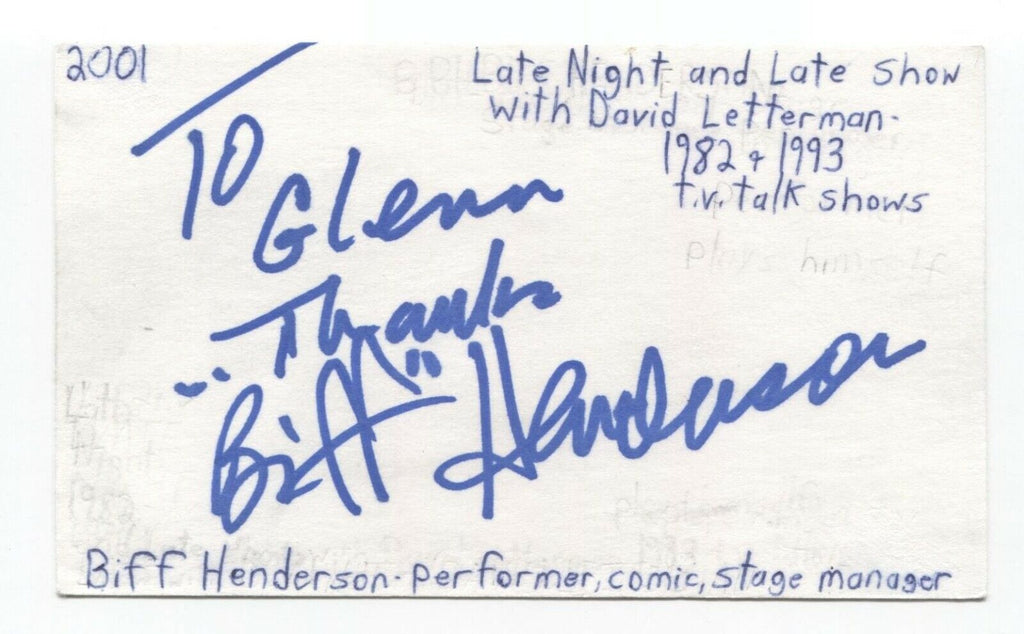 2001
Late Night and Late Show
with David Letterman-
1982 + 1993
t.v. talk shows
TO
Glenn
Thanks
"Biff" Henderson
Biff Henderson- performer, comic, stage manager